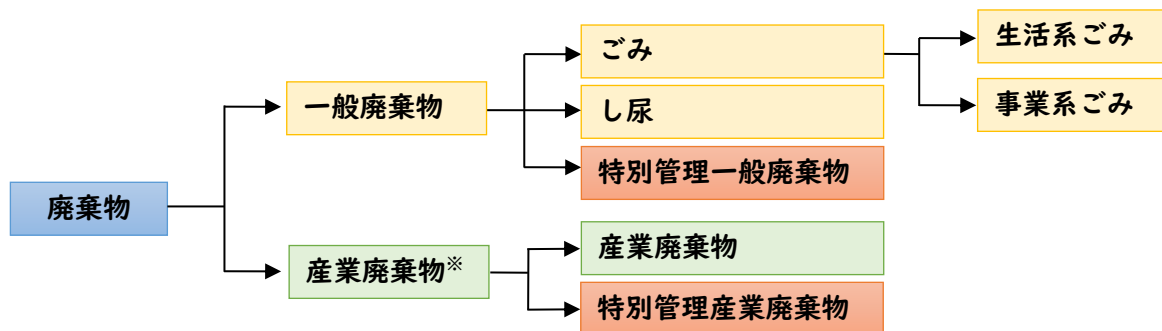 廃棄物
一般廃棄物
産業廃棄物※
ごみ
し尿
特別管理一般廃棄物
産業廃棄物
特別管理産業廃棄物
生活系ごみ
事業系ごみ